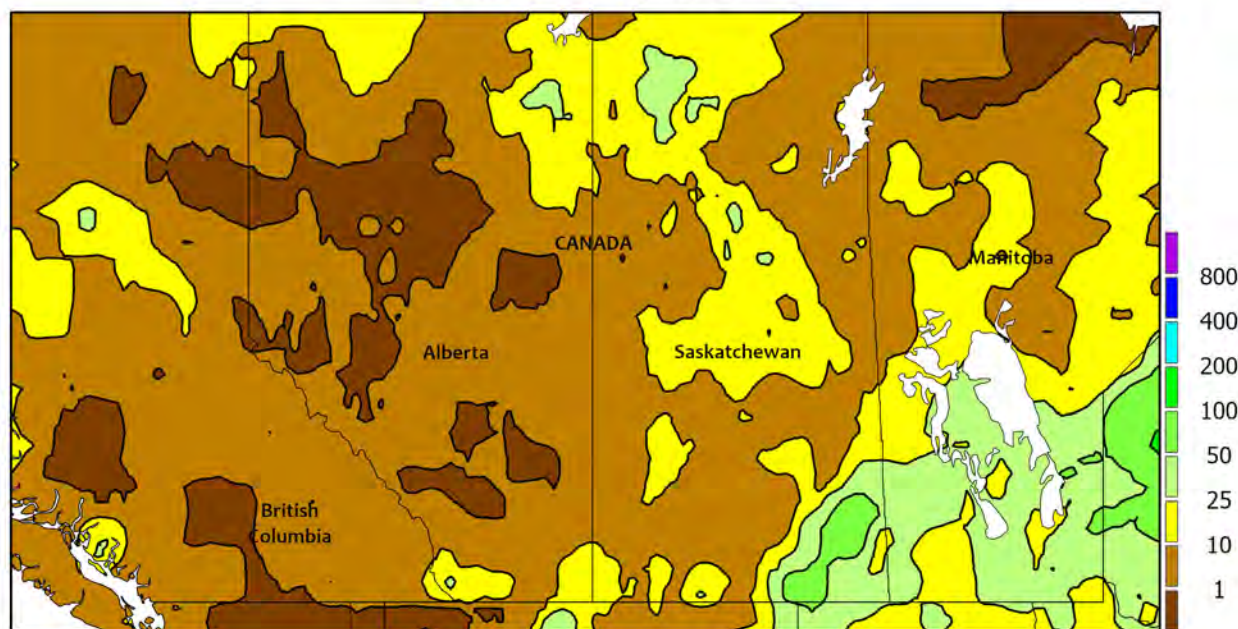 CANADA
Manitoba
Alberta
Saskatchewan
British
Columbia
800
400
200
100
50
25
10
1